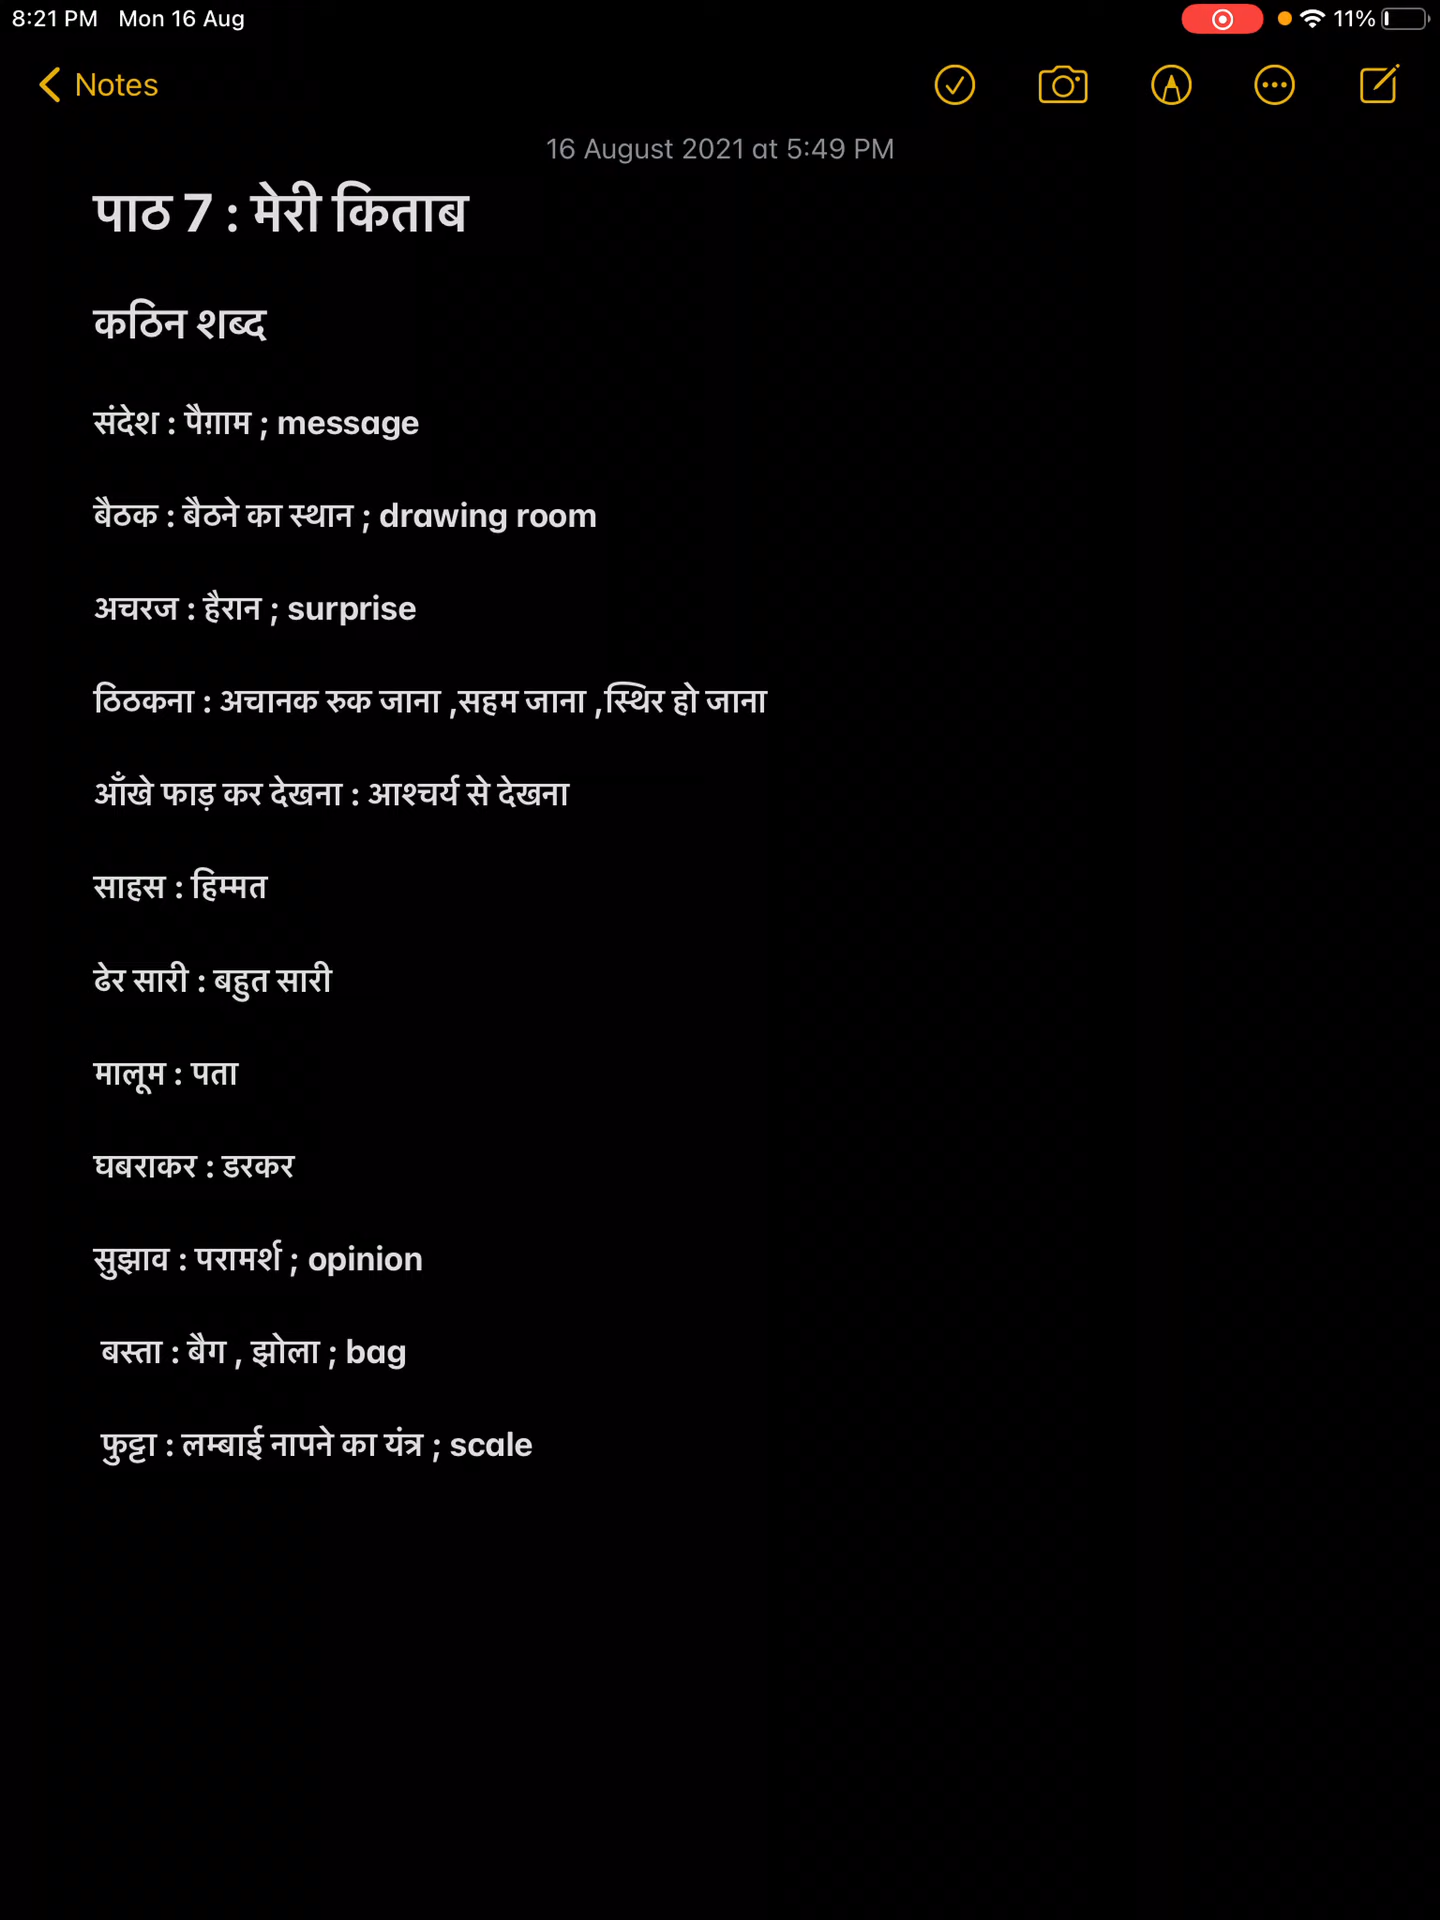 8:21 PM Mon 16 Aug 11%
Notes
16 August 2021 at 5:49 PM
पाठ 7 : मेरी किताब
कठिन शब्द
संदेश : पैग़ाम ; message
बैठक : बैठने का स्थान ; drawing room
अचरज : हैरान ; surprise
ठिठकना : अचानक रुक जाना ,सहम जाना ,स्थिर हो जाना
आँखे फाड़ कर देखना : आश्चर्य से देखना
साहस : हिम्मत
ढेर सारी : बहुत सारी
मालूम : पता
घबराकर : डरकर
सुझाव : परामर्श ; opinion
बस्ता : बैग , झोला ; bag
फुट्टा : लम्बाई नापने का यंत्र ; scale